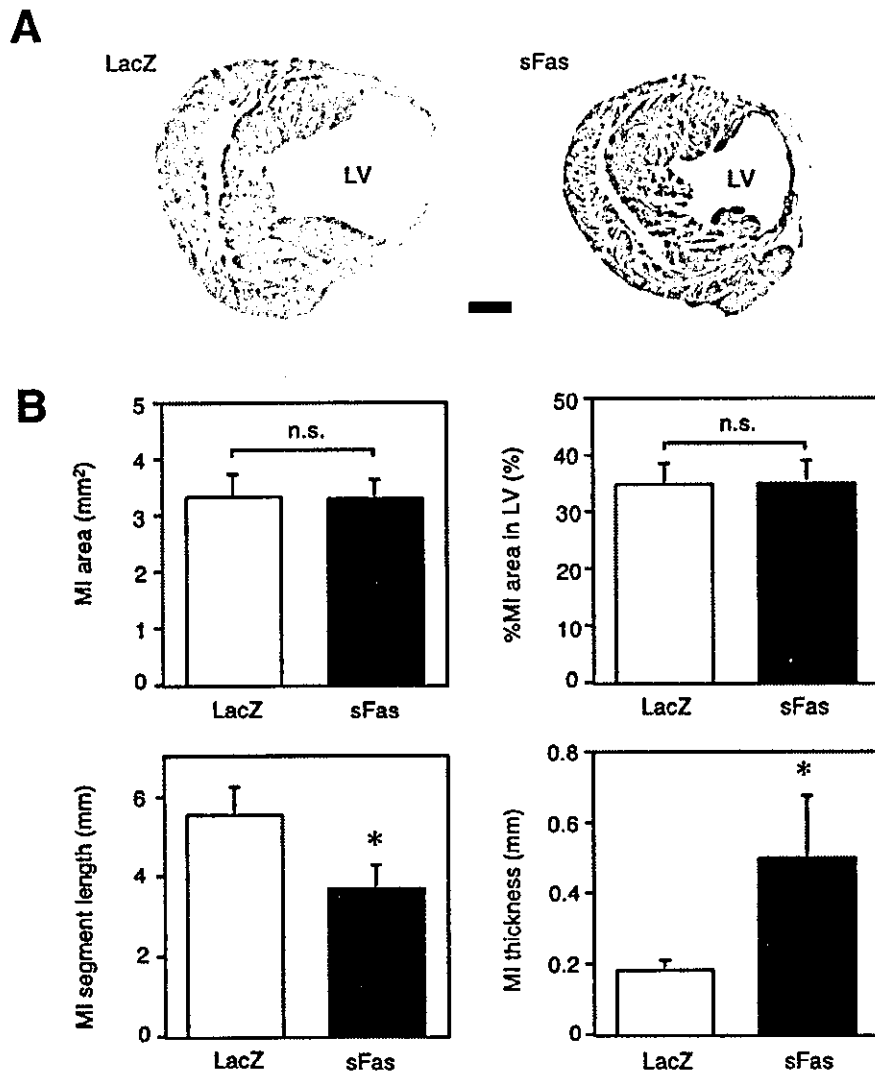 A
LacZ
sFas
LV
LV
B
MI area (mm²)
5
4
3
2
1
0
n.s.
LacZ
sFas
%MI area in LV (%)
50
40
30
20
10
0
n.s.
LacZ
sFas
MI segment length (mm)
6
4
2
0
*
LacZ
sFas
MI thickness (mm)
0.8
0.6
0.4
0.2
0
*
LacZ
sFas